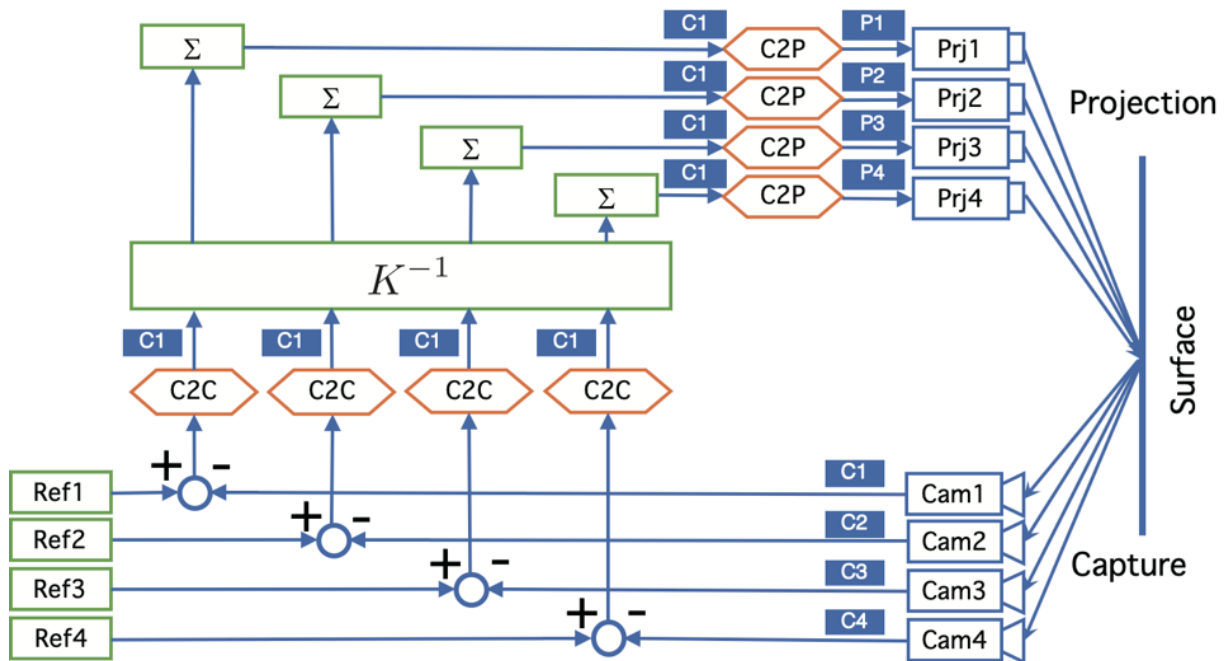 Σ C1 C2P P1 Prj1
Σ C1 C2P P2 Prj2
Projection
Σ C1 C2P P3 Prj3
Σ C1 C2P P4 Prj4
K⁻¹
C1 C1 C1 C1
C2C C2C C2C C2C
Surface
Ref1 + - C1 Cam1
Ref2 + - C2 Cam2
Ref3 + - C3 Cam3
Capture
Ref4 + - C4 Cam4